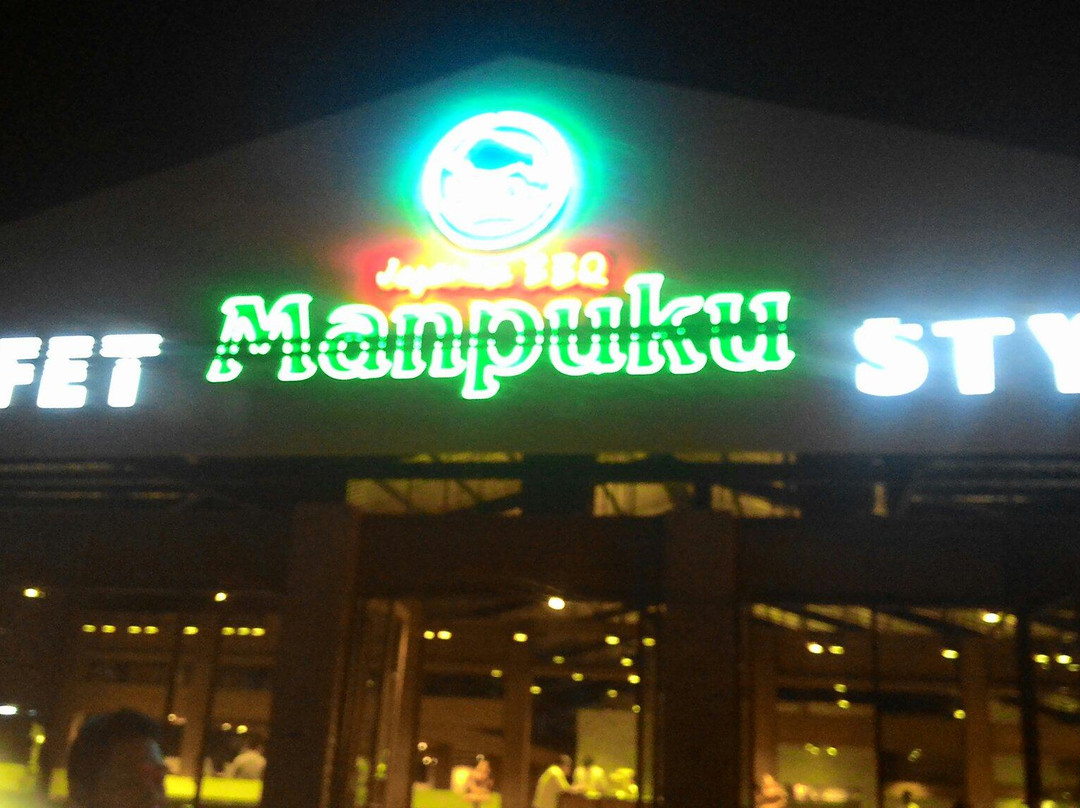 Japanese BBQ
Manpuku
FET STY